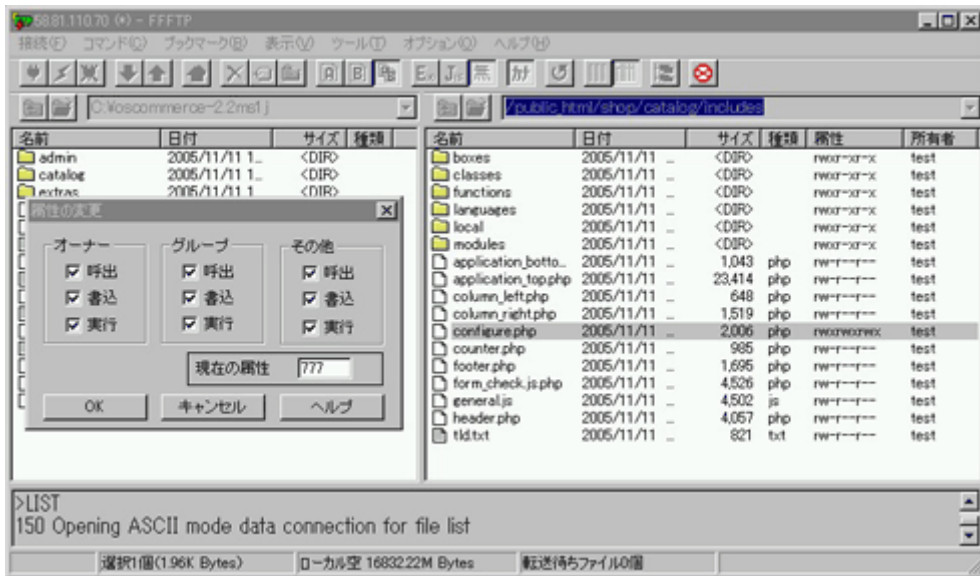 58.81.110.70 (*) - FFFTP
接続(F) コマンド(C) ブックマーク(B) 表示(V) ツール(T) オプション(O) ヘルプ(H)
C:\oscommerce-2.2ms1j
/public_html/shop/catalog/includes
名前 日付 サイズ 種類
admin 2005/11/11 1... <DIR>
catalog 2005/11/11 1... <DIR>
extras 2005/11/11 1... <DIR>
属性の変更
オーナー グループ その他
呼出 呼出 呼出
書込 書込 書込
実行 実行 実行
現在の属性 777
OK キャンセル ヘルプ
名前 日付 サイズ 種類 属性 所有者
boxes 2005/11/11 ... <DIR> rwxr-xr-x test
classes 2005/11/11 ... <DIR> rwxr-xr-x test
functions 2005/11/11 ... <DIR> rwxr-xr-x test
languages 2005/11/11 ... <DIR> rwxr-xr-x test
local 2005/11/11 ... <DIR> rwxr-xr-x test
modules 2005/11/11 ... <DIR> rwxr-xr-x test
application_botto... 2005/11/11 ... 1,043 php rw-r--r-- test
application_top.php 2005/11/11 ... 23,414 php rw-r--r-- test
column_left.php 2005/11/11 ... 648 php rw-r--r-- test
column_right.php 2005/11/11 ... 1,519 php rw-r--r-- test
configure.php 2005/11/11 ... 2,006 php rwxrwxrwx test
counter.php 2005/11/11 ... 985 php rw-r--r-- test
footer.php 2005/11/11 ... 1,695 php rw-r--r-- test
form_check.js.php 2005/11/11 ... 4,526 php rw-r--r-- test
general.js 2005/11/11 ... 4,502 js rw-r--r-- test
header.php 2005/11/11 ... 4,057 php rw-r--r-- test
tld.txt 2005/11/11 ... 821 txt rw-r--r-- test
>LIST
150 Opening ASCII mode data connection for file list
選択1個(1.96K Bytes) ローカル空 16832.22M Bytes 転送待ちファイル0個